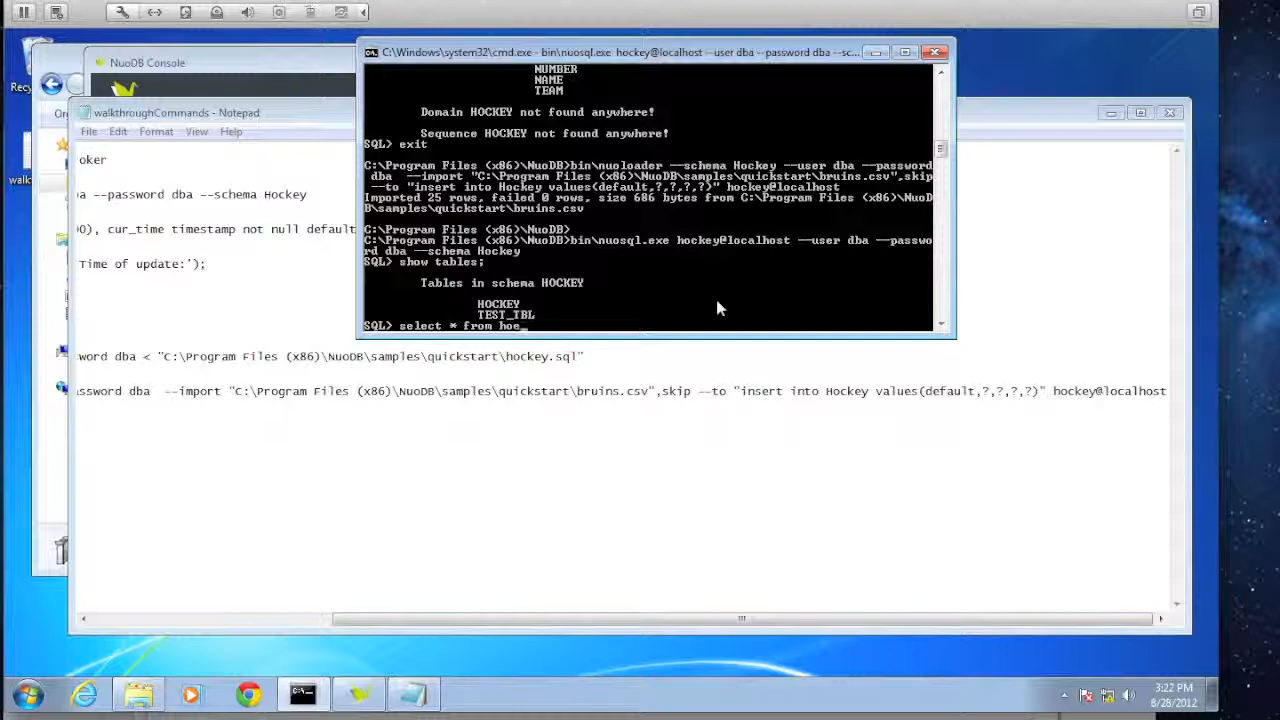 Recy
NuoDB Console
C:\Windows\system32\cmd.exe - bin\nuosql.exe hockey@localhost --user dba --password dba --sc...
NUMBER
NAME
TEAM
Domain HOCKEY not found anywhere!
Sequence HOCKEY not found anywhere!
SQL> exit
C:\Program Files (x86)\NuoDB>bin\nuoloader --schema Hockey --user dba --password
dba --import "C:\Program Files (x86)\NuoDB\samples\quickstart\bruins.csv",skip
--to "insert into Hockey values(default,?,?,?,?)" hockey@localhost
Imported 25 rows, failed 0 rows, size 686 bytes from C:\Program Files (x86)\NuoD
B\samples\quickstart\bruins.csv
C:\Program Files (x86)\NuoDB>
C:\Program Files (x86)\NuoDB>bin\nuosql.exe hockey@localhost --user dba --passwo
rd dba --schema Hockey
SQL> show tables;
Tables in schema HOCKEY
HOCKEY
TEST_TBL
SQL> select * from hoe_
Or
walkthroughCommands - Notepad
File Edit Format View Help
walk
oker
ba --password dba --schema Hockey
00), cur_time timestamp not null default
Time of update:');
word dba < "C:\Program Files (x86)\NuoDB\samples\quickstart\hockey.sql"
assword dba --import "C:\Program Files (x86)\NuoDB\samples\quickstart\bruins.csv",skip --to "insert into Hockey values(default,?,?,?,?)" hockey@localhost
3:22 PM
8/28/2012